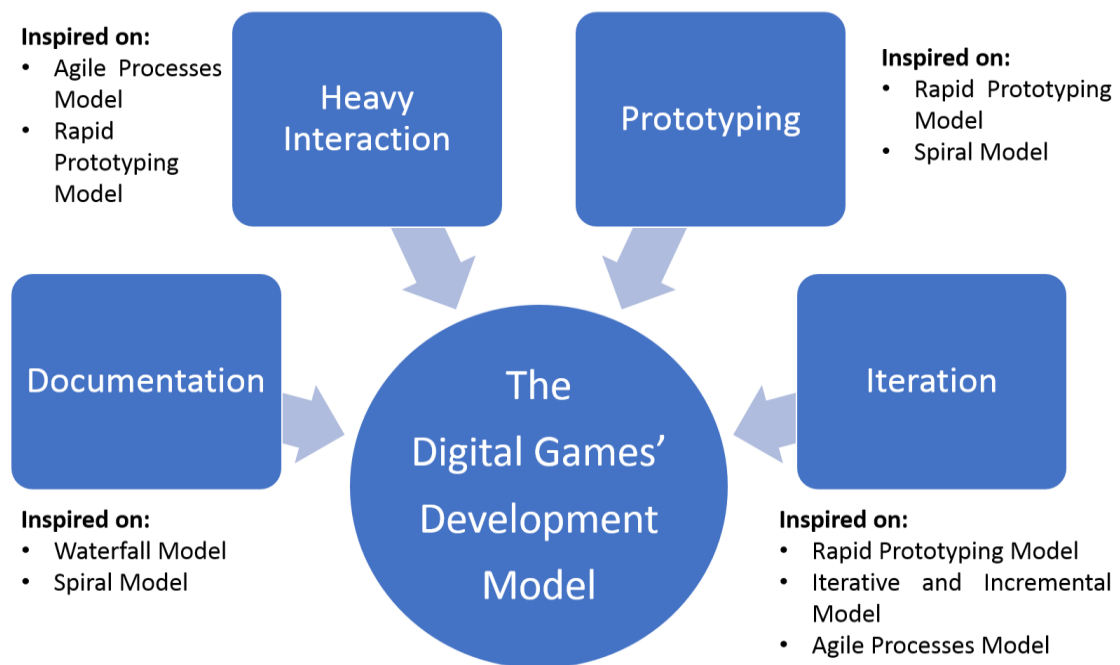 Inspired on:
• Agile Processes
Model
• Rapid
Prototyping
Model
Heavy
Interaction
Prototyping
Inspired on:
• Rapid Prototyping
Model
• Spiral Model
Documentation
Inspired on:
• Waterfall Model
• Spiral Model
The
Digital Games’
Development
Model
Iteration
Inspired on:
• Rapid Prototyping Model
• Iterative and Incremental
Model
• Agile Processes Model